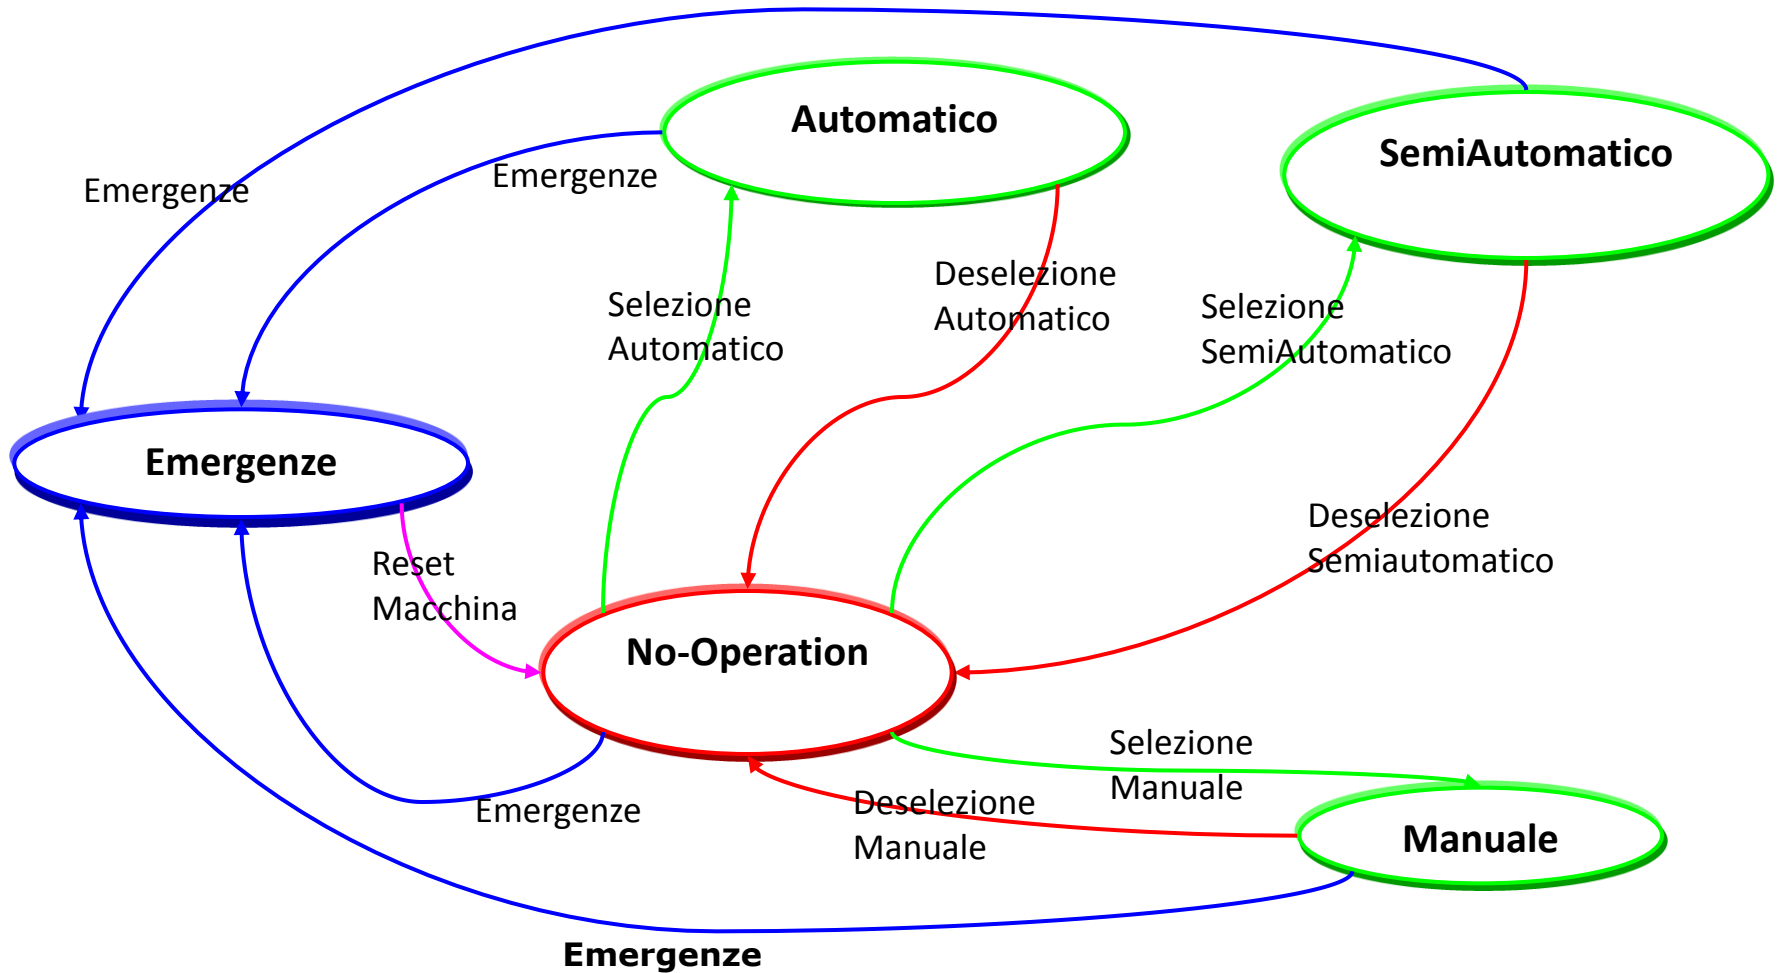 Automatico
SemiAutomatico
Emergenze
Emergenze
Deselezione
Automatico
Selezione
Automatico
Selezione
SemiAutomatico
Emergenze
Deselezione
Semiautomatico
Reset
Macchina
No-Operation
Selezione
Manuale
Deselezione
Manuale
Emergenze
Manuale
Emergenze